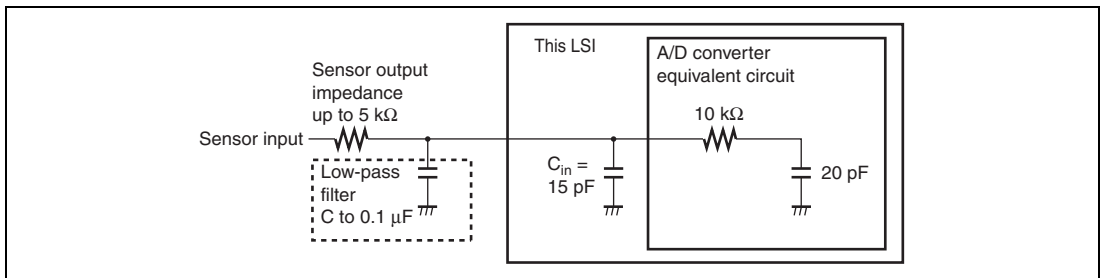 This LSI
A/D converter
equivalent circuit
Sensor output
impedance
up to 5 kΩ
10 kΩ
Sensor input
Low-pass
filter
C to 0.1 μF
Cin =
15 pF
20 pF